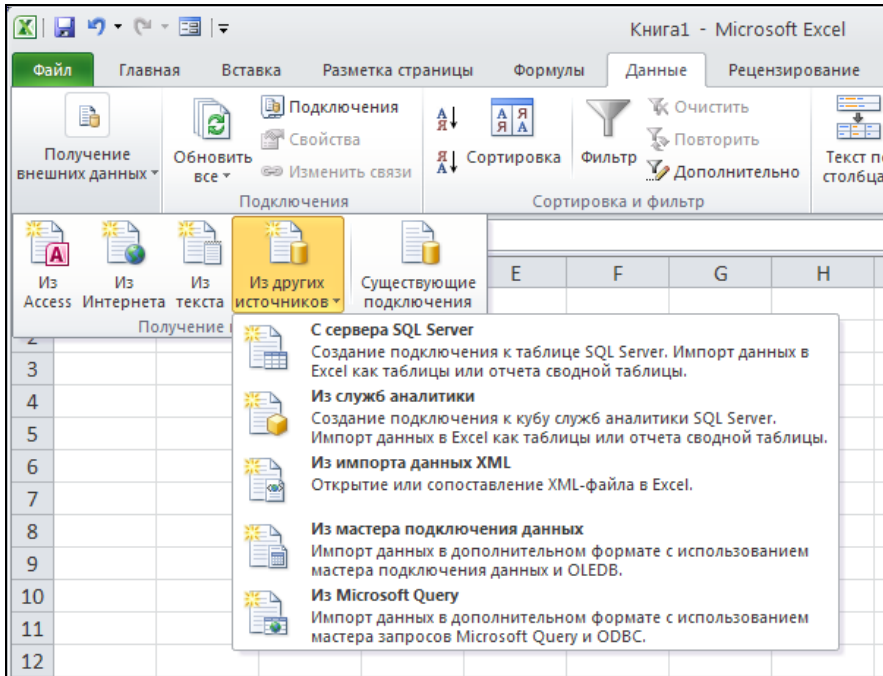 Книга1 - Microsoft Excel
Файл Главная Вставка Разметка страницы Формулы Данные Рецензирование
Получение
внешних данных
Обновить
все
Подключения
Свойства
Изменить связи
Подключения
Сортировка
Фильтр
Очистить
Повторить
Дополнительно
Сортировка и фильтр
Текст по
Из
Access
Из
Интернета
Из
текста
Из других
источников
Существующие
подключения
Получение
E F G H
2
3
4
5
6
7
8
9
10
11
12
С сервера SQL Server
Создание подключения к таблице SQL Server. Импорт данных в
Excel как таблицы или отчета сводной таблицы.
Из служб аналитики
Создание подключения к кубу служб аналитики SQL Server.
Импорт данных в Excel как таблицы или отчета сводной таблицы.
Из импорта данных XML
Открытие или сопоставление XML-файла в Excel.
Из мастера подключения данных
Импорт данных в дополнительном формате с использованием
мастера подключения данных и OLEDB.
Из Microsoft Query
Импорт данных в дополнительном формате с использованием
мастера запросов Microsoft Query и ODBC.